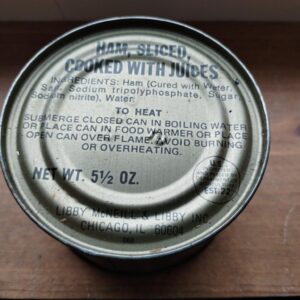 HAM, SLICED,
COOKED WITH JUICES
INGREDIENTS: Ham (Cured with Water,
Salt, Sodium tripolyphosphate, Sugar,
Sodium nitrite), Water.
TO HEAT
SUBMERGE CLOSED CAN IN BOILING WATER
OR PLACE CAN IN FOOD WARMER OR PLACE
OPEN CAN OVER FLAME. AVOID BURNING
OR OVERHEATING.
NET WT. 5½ OZ.
U.S.
EST. 22
LIBBY McNEILL & LIBBY INC.
CHICAGO, IL 60604